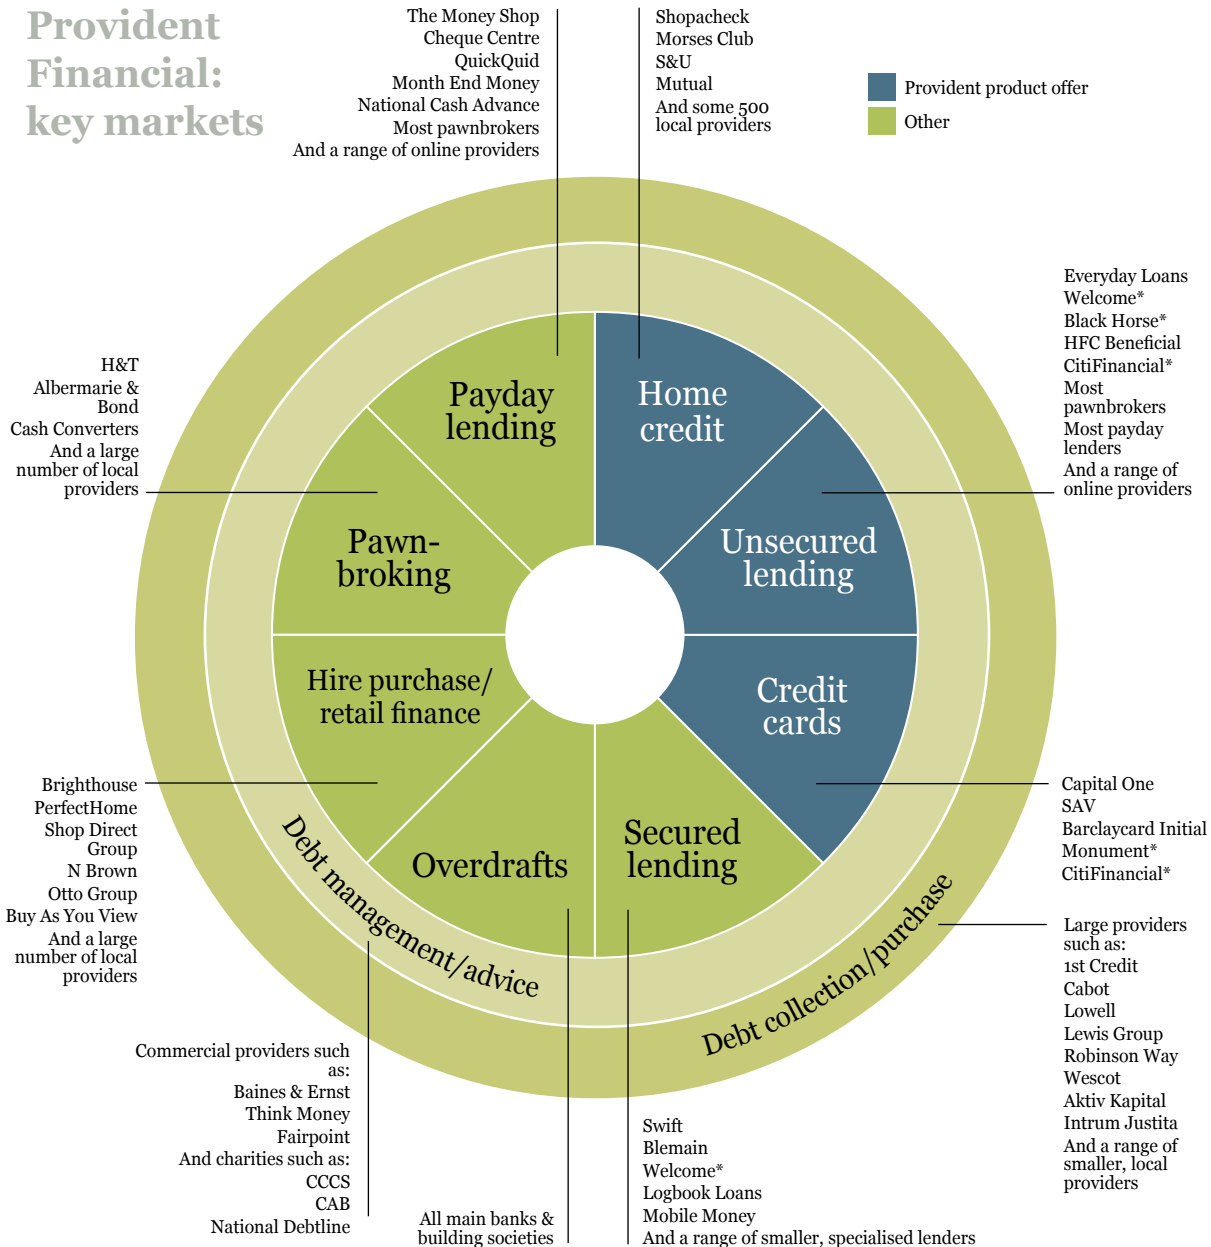 Provident
Financial:
key markets
The Money Shop
Cheque Centre
QuickQuid
Month End Money
National Cash Advance
Most pawnbrokers
And a range of online providers
Shopacheck
Morses Club
S&U
Mutual
And some 500
local providers
Provident product offer
Other
Everyday Loans
Welcome*
Black Horse*
HFC Beneficial
CitiFinancial*
Most
pawnbrokers
Most payday
lenders
And a range of
online providers
H&T
Albermarie &
Bond
Cash Converters
And a large
number of local
providers
Payday
lending
Home
credit
Pawn-
broking
Unsecured
lending
Hire purchase/
retail finance
Credit
cards
Overdrafts
Secured
lending
Debt management/advice
Debt collection/purchase
Brighthouse
PerfectHome
Shop Direct
Group
N Brown
Otto Group
Buy As You View
And a large
number of local
providers
Capital One
SAV
Barclaycard Initial
Monument*
CitiFinancial*
Large providers
such as:
1st Credit
Cabot
Lowell
Lewis Group
Robinson Way
Wescot
Aktiv Kapital
Intrum Justita
And a range of
smaller, local
providers
Commercial providers such
as:
Baines & Ernst
Think Money
Fairpoint
And charities such as:
CCCS
CAB
National Debtline
All main banks &
building societies
Swift
Blemain
Welcome*
Logbook Loans
Mobile Money
And a range of smaller, specialised lenders